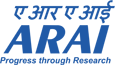 ए आर ए आई
ARAI
Progress through Research